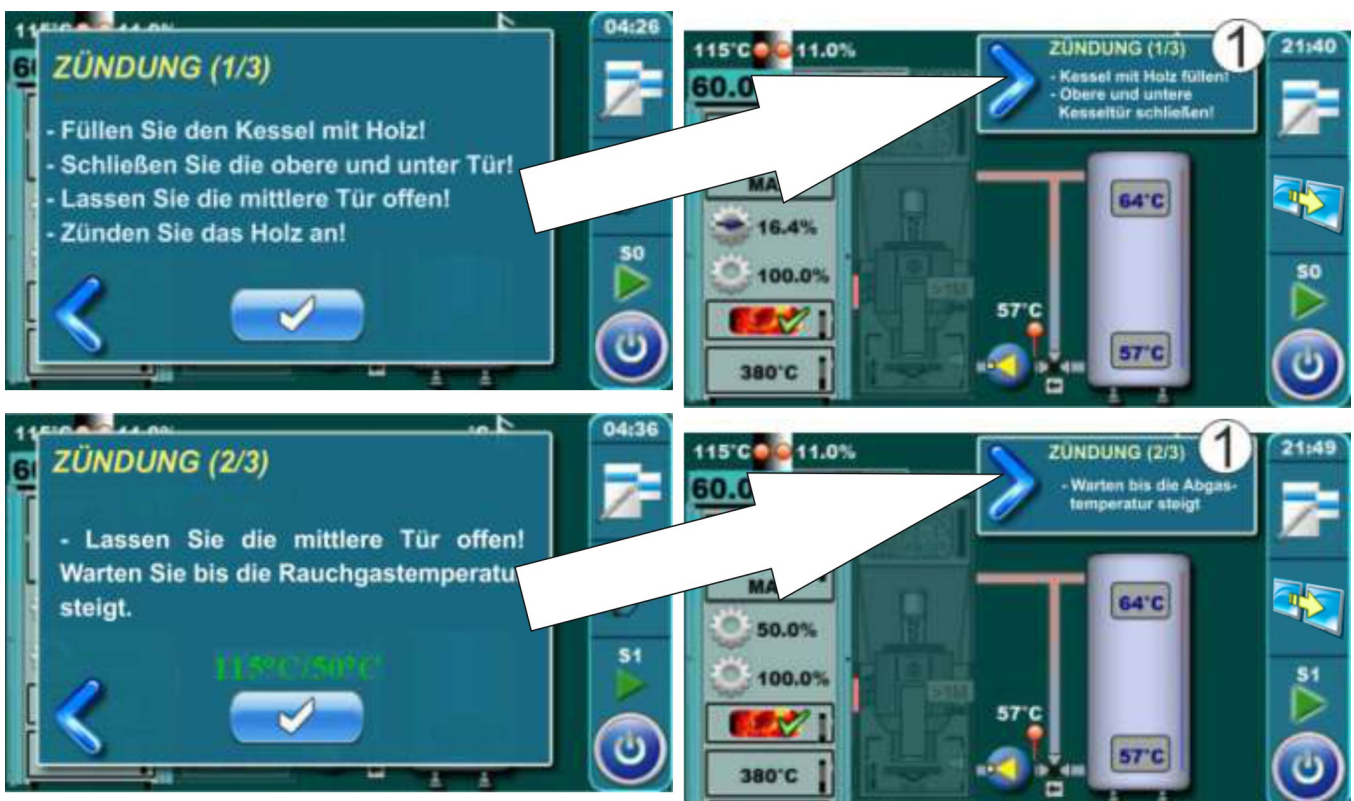 04:26
ZÜNDUNG (1/3)
- Füllen Sie den Kessel mit Holz!
- Schließen Sie die obere und unter Tür!
- Lassen Sie die mittlere Tür offen!
- Zünden Sie das Holz an!
S0
115°C 11.0%
60.0
ZÜNDUNG (1/3)
- Kessel mit Holz füllen!
- Obere und untere
Kesseltür schließen!
1
21:40
16.4%
100.0%
380°C
64°C
57°C
57°C
S0
04:36
ZÜNDUNG (2/3)
- Lassen Sie die mittlere Tür offen!
Warten Sie bis die Rauchgastemperatu
steigt.
115°C/50°C
S1
115°C 11.0%
60.0
ZÜNDUNG (2/3)
- Warten bis die Abgas-
temperatur steigt
1
21:49
50.0%
100.0%
380°C
64°C
57°C
57°C
S1